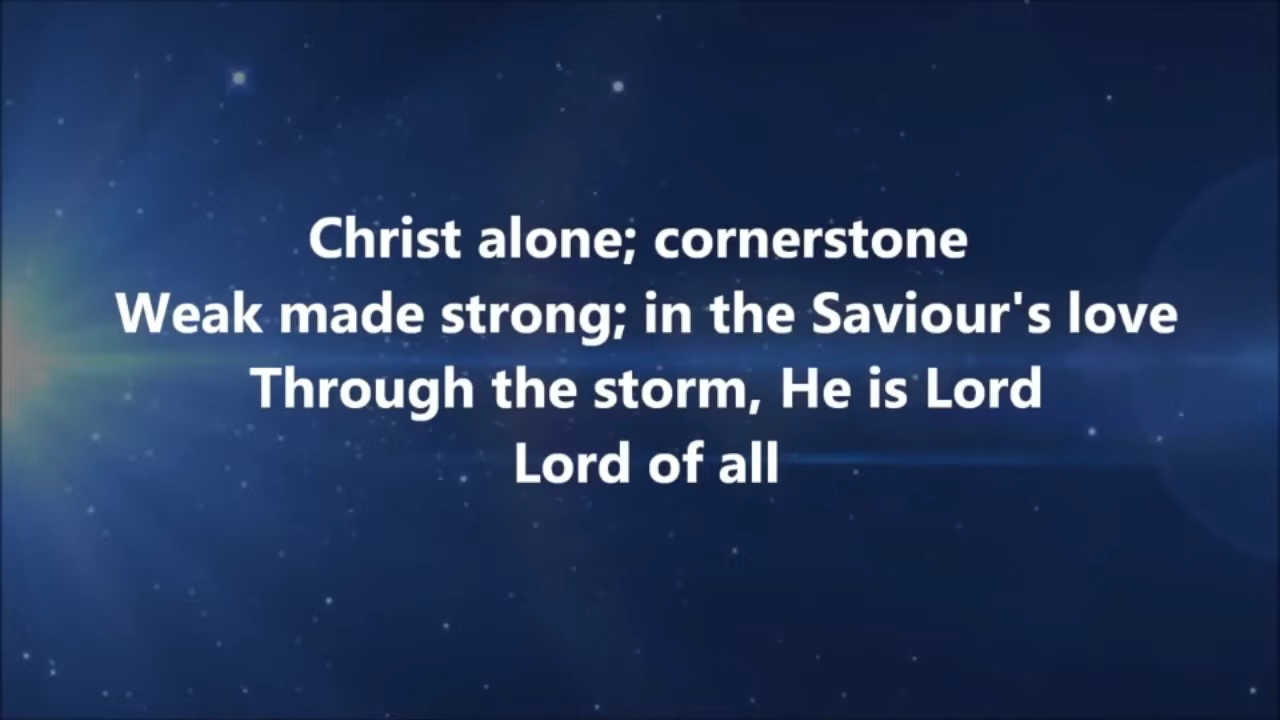 Christ alone; cornerstone
Weak made strong; in the Saviour's love
Through the storm, He is Lord
Lord of all